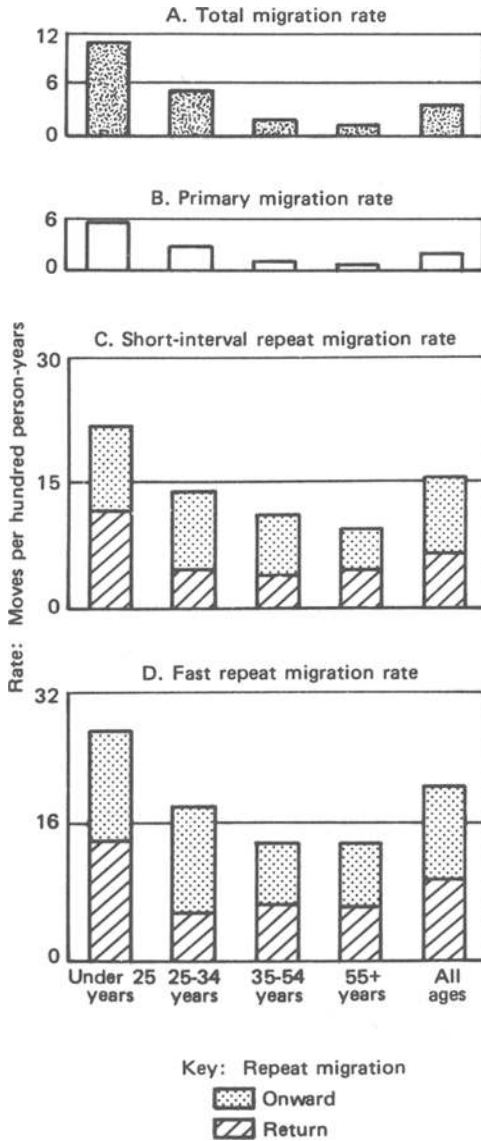 A. Total migration rate
12
6
0
B. Primary migration rate
6
0
C. Short-interval repeat migration rate
30
15
0
Rate: Moves per hundred person-years
D. Fast repeat migration rate
32
16
0
Under 25 25-34 35-54 55+ All
years years years years ages
Key: Repeat migration
Onward
Return